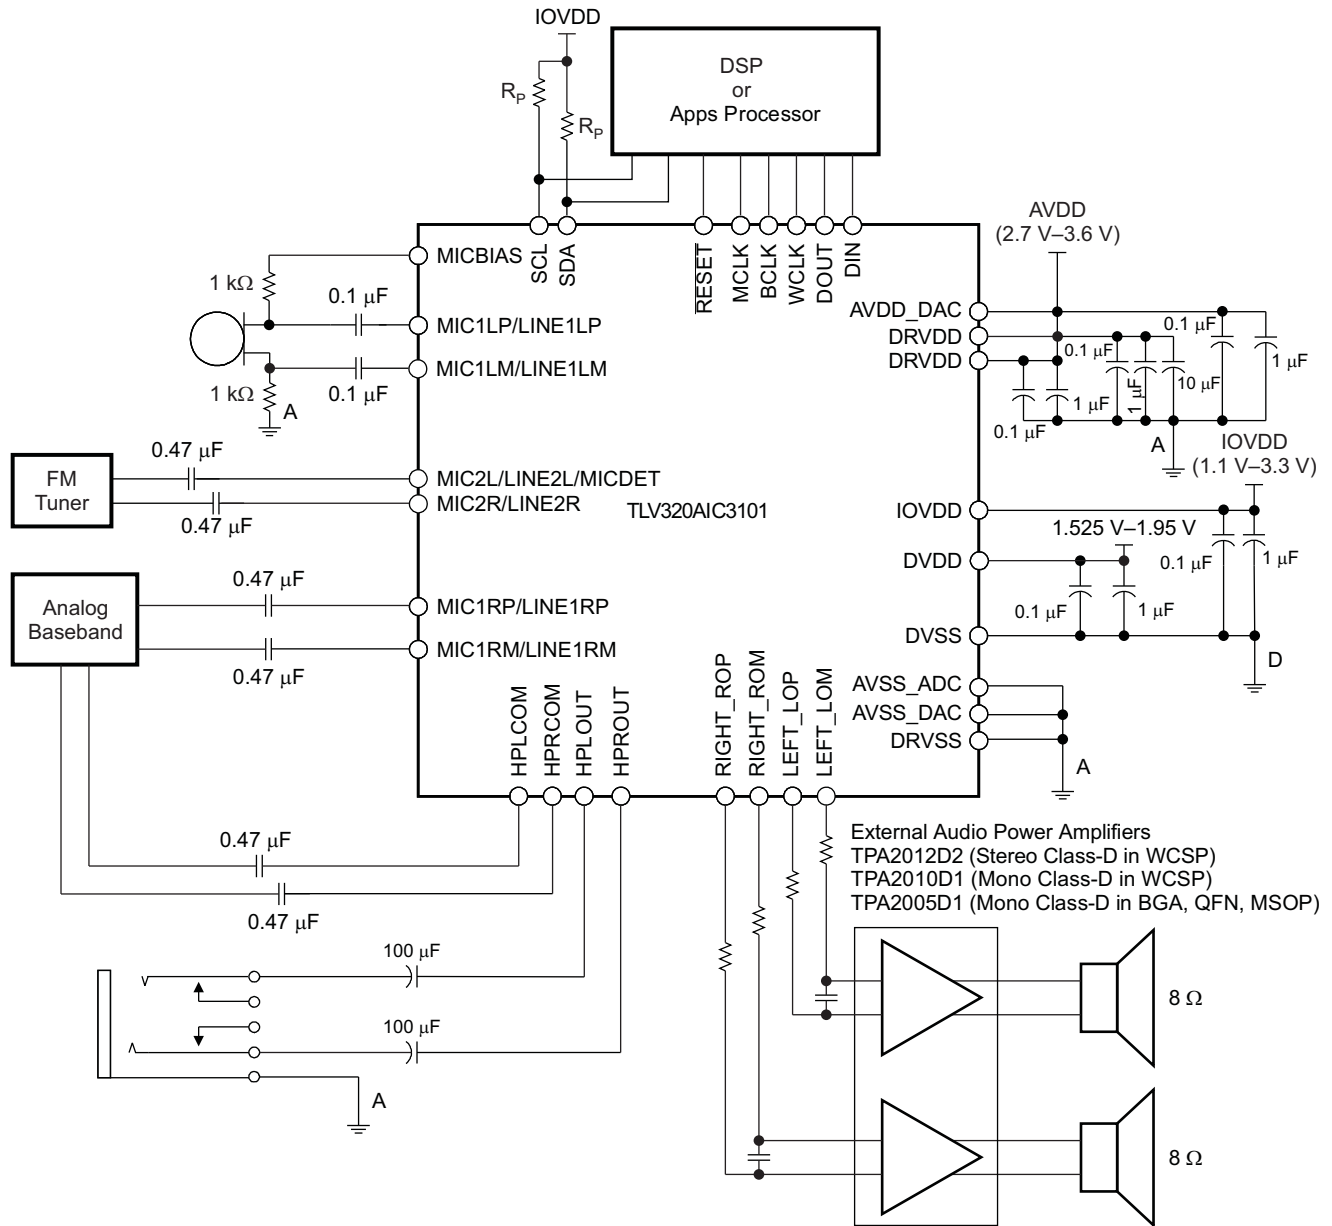 IOVDD
DSP
or
Apps Processor
R_P
R_P
AVDD
(2.7 V–3.6 V)
MICBIAS
SCL
SDA
RESET
MCLK
BCLK
WCLK
DOUT
DIN
1 kΩ
0.1 μF
MIC1LP/LINE1LP
MIC1LM/LINE1LM
1 kΩ
0.1 μF
A
AVDD_DAC
DRVDD
DRVDD
0.1 μF
0.1 μF
1 μF
10 μF
1 μF
1 μF
0.1 μF
A
IOVDD
(1.1 V–3.3 V)
0.47 μF
FM
Tuner
MIC2L/LINE2L/MICDET
MIC2R/LINE2R
0.47 μF
TLV320AIC3101
IOVDD
1.525 V–1.95 V
DVDD
0.1 μF
1 μF
0.1 μF
1 μF
DVSS
D
0.47 μF
Analog
Baseband
MIC1RP/LINE1RP
MIC1RM/LINE1RM
0.47 μF
AVSS_ADC
AVSS_DAC
DRVSS
A
HPLCOM
HPRCOM
HPLOUT
HPROUT
RIGHT_ROP
RIGHT_ROM
LEFT_LOP
LEFT_LOM
0.47 μF
0.47 μF
External Audio Power Amplifiers
TPA2012D2 (Stereo Class-D in WCSP)
TPA2010D1 (Mono Class-D in WCSP)
TPA2005D1 (Mono Class-D in BGA, QFN, MSOP)
100 μF
8 Ω
100 μF
A
8 Ω